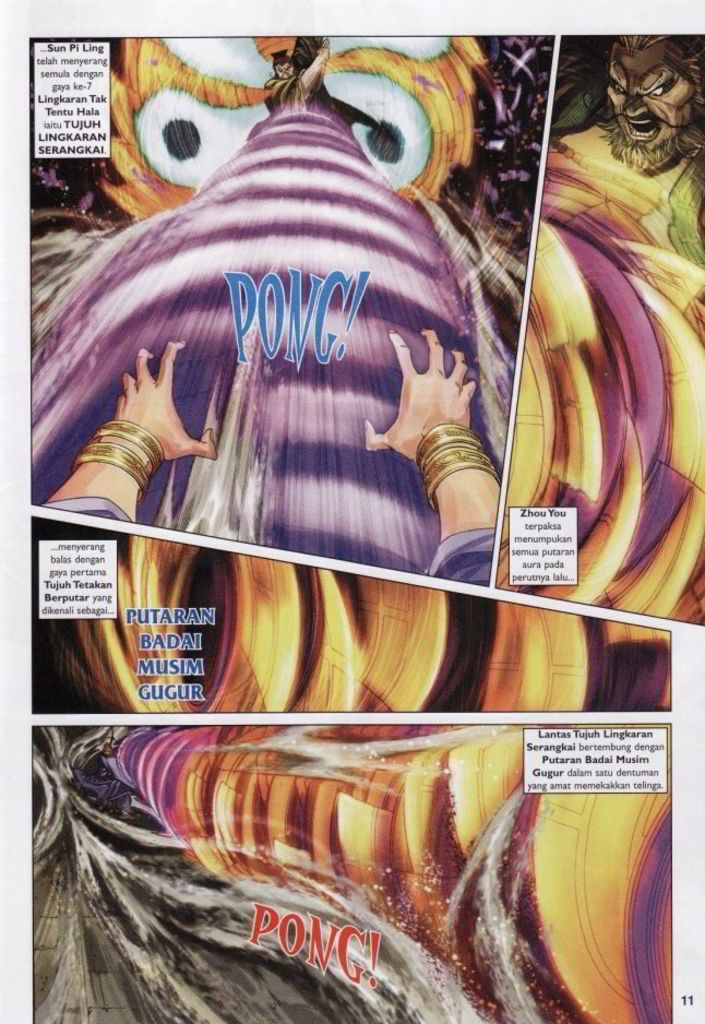 ...Sun Pi Ling
telah menyerang
semula dengan
gaya ke-7
Lingkaran Tak
Tentu Hala
iaitu TUJUH
LINGKARAN
SERANGKAI.
PONG!
Zhou You
terpaksa
menumpukan
semua putaran
aura pada
perutnya lalu...
...menyerang
balas dengan
gaya pertama
Tujuh Tetakan
Berputar yang
dikenali sebagai...
PUTARAN
BADAI
MUSIM
GUGUR
Lantas Tujuh Lingkaran
Serangkai bertembung dengan
Putaran Badai Musim
Gugur dalam satu dentuman
yang amat memekakkan telinga.
PONG!
11